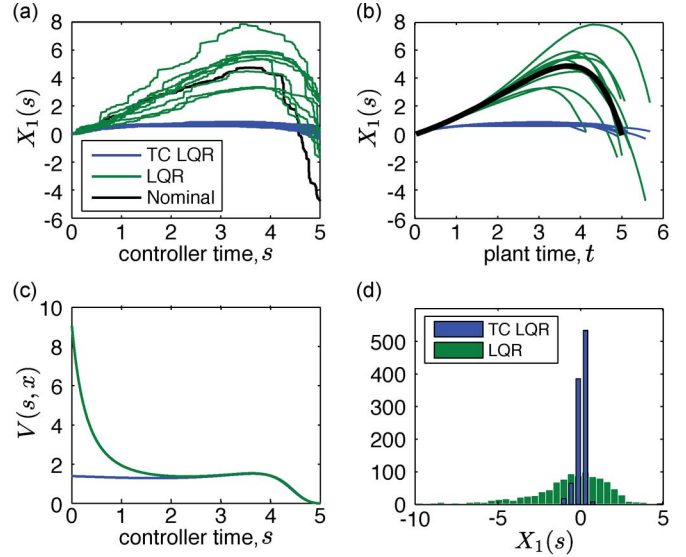 (a)
X₁(s)
8
6
4
2
0
-2
-4
-6
TC LQR
LQR
Nominal
0 1 2 3 4 5
controller time, s
(b)
X₁(s)
8
6
4
2
0
-2
-4
-6
0 1 2 3 4 5 6
plant time, t
(c)
V(s,x)
10
8
6
4
2
0
0 1 2 3 4 5
controller time, s
(d)
TC LQR
LQR
500
400
300
200
100
0
-10 -5 0 5
X₁(s)